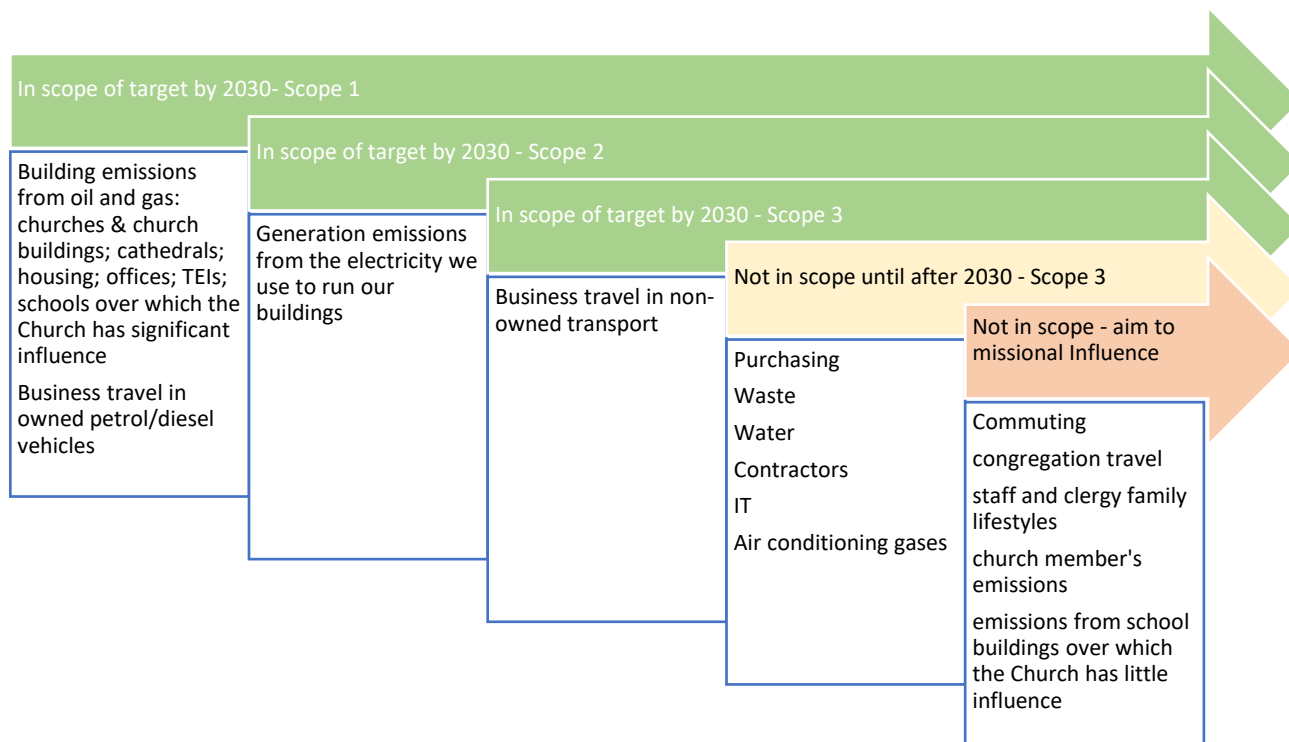 In scope of target by 2030- Scope 1
Building emissions
from oil and gas:
churches & church
buildings; cathedrals;
housing; offices; TEIs;
schools over which the
Church has significant
influence
Business travel in
owned petrol/diesel
vehicles
In scope of target by 2030 - Scope 2
Generation emissions
from the electricity we
use to run our
buildings
In scope of target by 2030 - Scope 3
Business travel in non-
owned transport
Not in scope until after 2030 - Scope 3
Purchasing
Waste
Water
Contractors
IT
Air conditioning gases
Not in scope - aim to
missional Influence
Commuting
congregation travel
staff and clergy family
lifestyles
church member's
emissions
emissions from school
buildings over which
the Church has little
influence